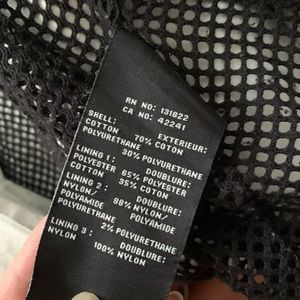 RN NO: 131822
CA NO: 42241
SHELL: EXTERIEUR:
COTTON 70% COTTON
POLYURETHANE
30% POLYURETHANE
LINING 1: DOUBLURE:
POLYESTER 65% POLYESTER
COTTON 35% COTON
LINING 2: DOUBLURE:
NYLON/ 98% NYLON/
POLYAMIDE POLYAMIDE
POLYURETHANE
2% POLYURETHANE
LINING 3: DOUBLURE:
NYLON 100% NYLON